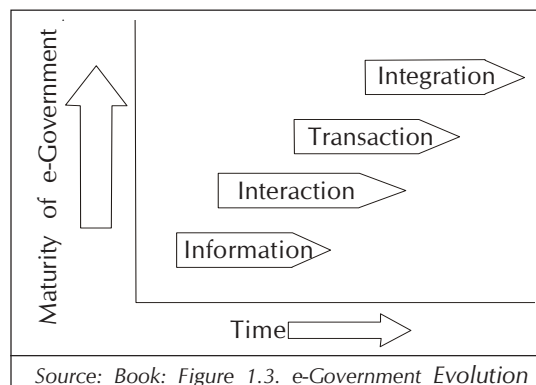 Maturity of e-Government
Integration
Transaction
Interaction
Information
Time
Source: Book: Figure 1.3. e-Government Evolution